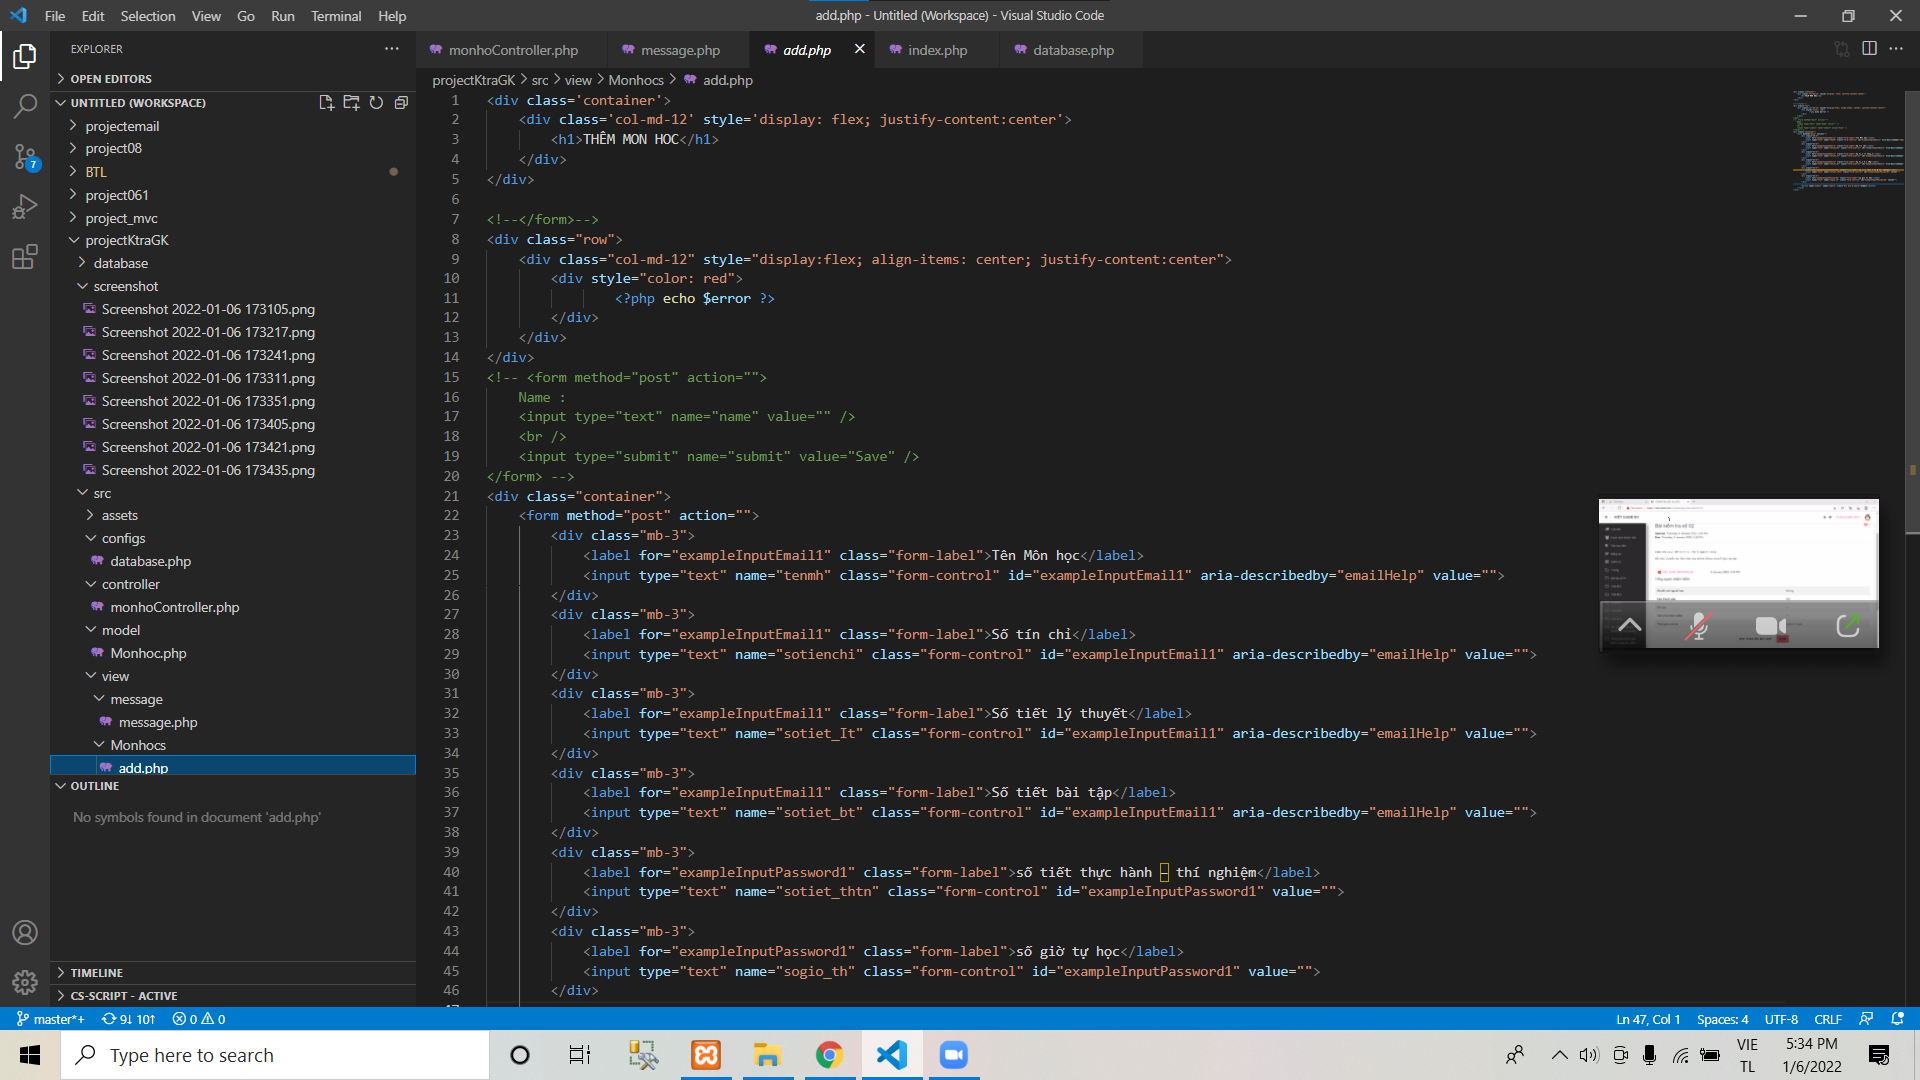 File Edit Selection View Go Run Terminal Help
add.php - Untitled (Workspace) - Visual Studio Code
EXPLORER
monhoController.php message.php add.php index.php database.php
OPEN EDITORS
projectKtraGK > src > view > Monhocs > add.php
UNTITLED (WORKSPACE)
projectemail
project08
BTL
project061
project_mvc
projectKtraGK
database
screenshot
Screenshot 2022-01-06 173105.png
Screenshot 2022-01-06 173217.png
Screenshot 2022-01-06 173241.png
Screenshot 2022-01-06 173311.png
Screenshot 2022-01-06 173351.png
Screenshot 2022-01-06 173405.png
Screenshot 2022-01-06 173421.png
Screenshot 2022-01-06 173435.png
src
assets
configs
database.php
controller
monhoController.php
model
Monhoc.php
view
message
message.php
Monhocs
add.php
OUTLINE
No symbols found in document 'add.php'
TIMELINE
CS-SCRIPT - ACTIVE
7
1 <div class='container'>
2 <div class='col-md-12' style='display: flex; justify-content:center'>
3 <h1>THÊM MON HOC</h1>
4 </div>
5 </div>
6
7 <!--</form>-->
8 <div class="row">
9 <div class="col-md-12" style="display:flex; align-items: center; justify-content:center">
10 <div style="color: red">
11 <?php echo $error ?>
12 </div>
13 </div>
14 </div>
15 <!-- <form method="post" action="">
16 Name :
17 <input type="text" name="name" value="" />
18 <br />
19 <input type="submit" name="submit" value="Save" />
20 </form> -->
21 <div class="container">
22 <form method="post" action="">
23 <div class="mb-3">
24 <label for="exampleInputEmail1" class="form-label">Tên Môn học</label>
25 <input type="text" name="tenmh" class="form-control" id="exampleInputEmail1" aria-describedby="emailHelp" value="">
26 </div>
27 <div class="mb-3">
28 <label for="exampleInputEmail1" class="form-label">Số tín chỉ</label>
29 <input type="text" name="sotienchi" class="form-control" id="exampleInputEmail1" aria-describedby="emailHelp" value="">
30 </div>
31 <div class="mb-3">
32 <label for="exampleInputEmail1" class="form-label">Số tiết lý thuyết</label>
33 <input type="text" name="sotiet_It" class="form-control" id="exampleInputEmail1" aria-describedby="emailHelp" value="">
34 </div>
35 <div class="mb-3">
36 <label for="exampleInputEmail1" class="form-label">Số tiết bài tập</label>
37 <input type="text" name="sotiet_bt" class="form-control" id="exampleInputEmail1" aria-describedby="emailHelp" value="">
38 </div>
39 <div class="mb-3">
40 <label for="exampleInputPassword1" class="form-label">số tiết thực hành – thí nghiệm</label>
41 <input type="text" name="sotiet_thtn" class="form-control" id="exampleInputPassword1" value="">
42 </div>
43 <div class="mb-3">
44 <label for="exampleInputPassword1" class="form-label">số giờ tự học</label>
45 <input type="text" name="sogio_th" class="form-control" id="exampleInputPassword1" value="">
46 </div>
47
Bài kiểm tra số 02
master*+ 9↓ 10↑ 0 0
Ln 47, Col 1 Spaces: 4 UTF-8 CRLF
Type here to search
VIE
TL
5:34 PM
1/6/2022